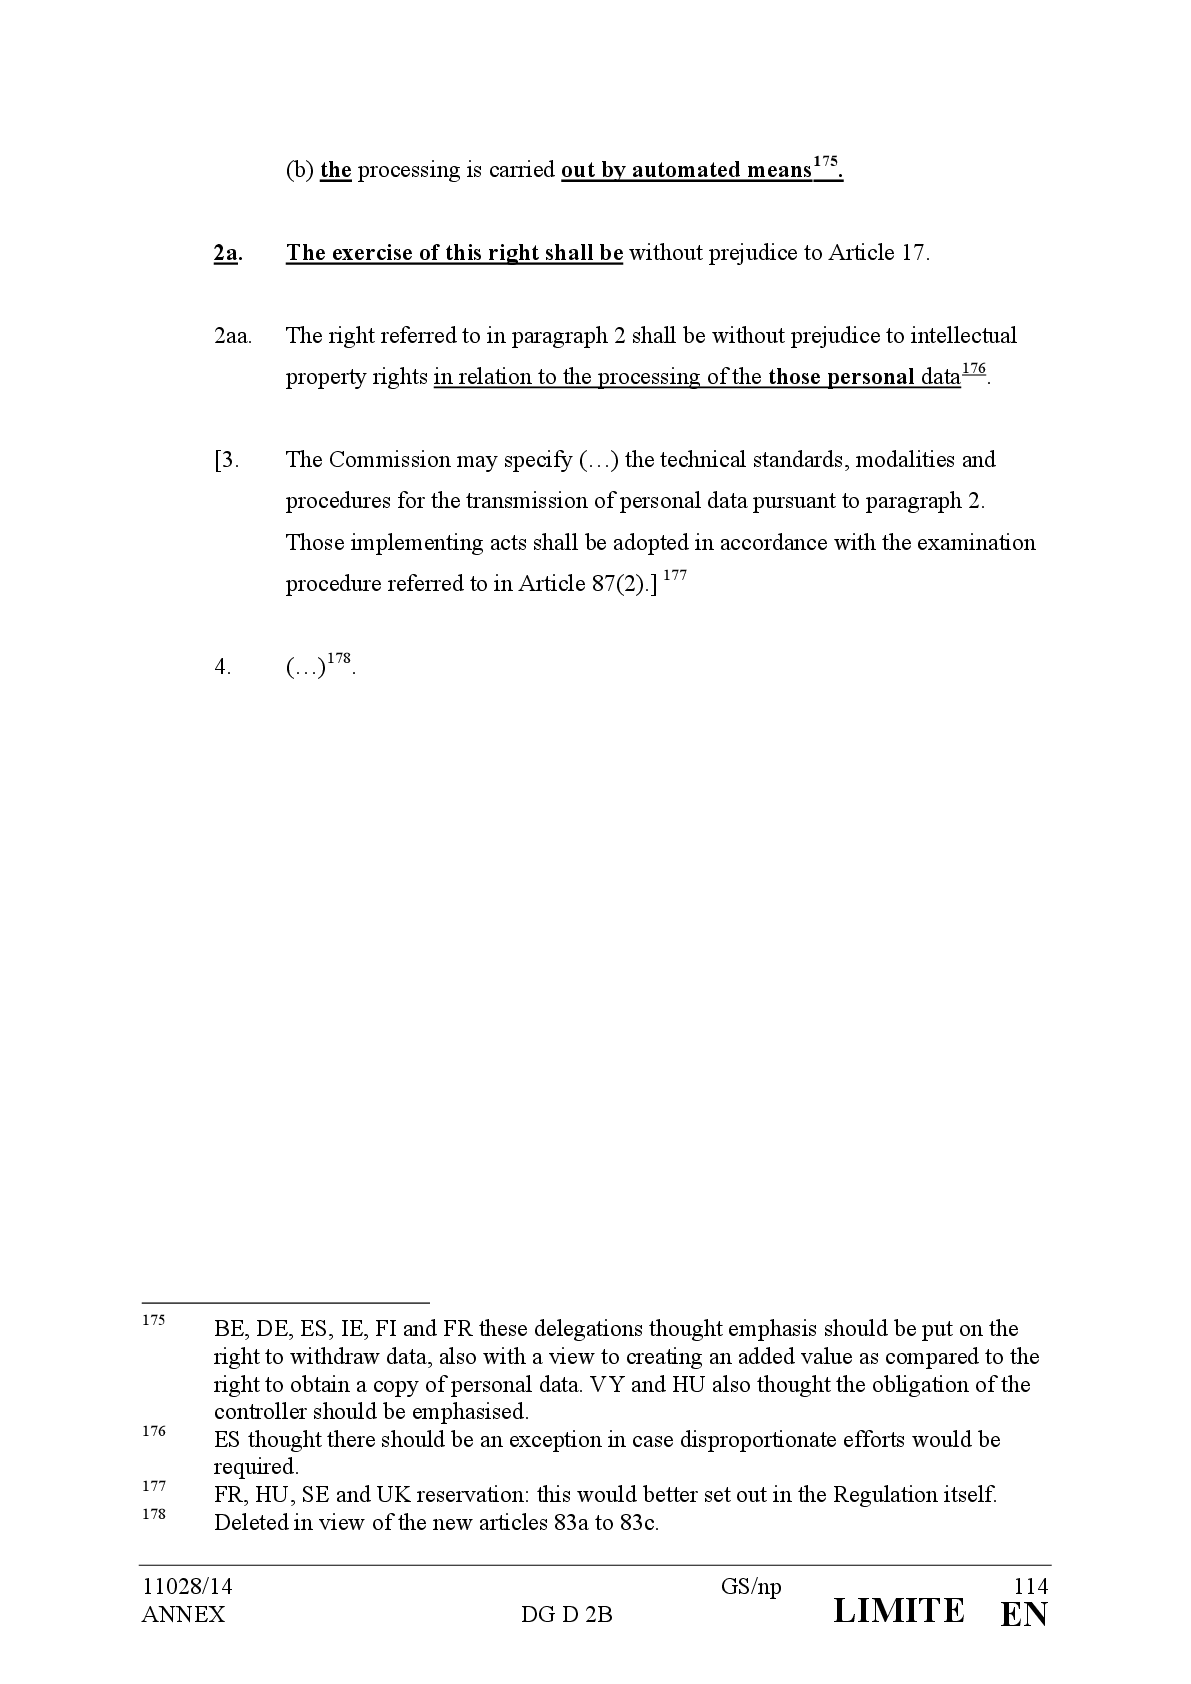 (b) the processing is carried out by automated means175.
2a. The exercise of this right shall be without prejudice to Article 17.
2aa. The right referred to in paragraph 2 shall be without prejudice to intellectual
property rights in relation to the processing of the those personal data176.
[3. The Commission may specify (…) the technical standards, modalities and
procedures for the transmission of personal data pursuant to paragraph 2.
Those implementing acts shall be adopted in accordance with the examination
procedure referred to in Article 87(2).] 177
4. (…)178.
175 BE, DE, ES, IE, FI and FR these delegations thought emphasis should be put on the
right to withdraw data, also with a view to creating an added value as compared to the
right to obtain a copy of personal data. VY and HU also thought the obligation of the
controller should be emphasised.
176 ES thought there should be an exception in case disproportionate efforts would be
required.
177 FR, HU, SE and UK reservation: this would better set out in the Regulation itself.
178 Deleted in view of the new articles 83a to 83c.
11028/14 GS/np 114
ANNEX DG D 2B LIMITE EN